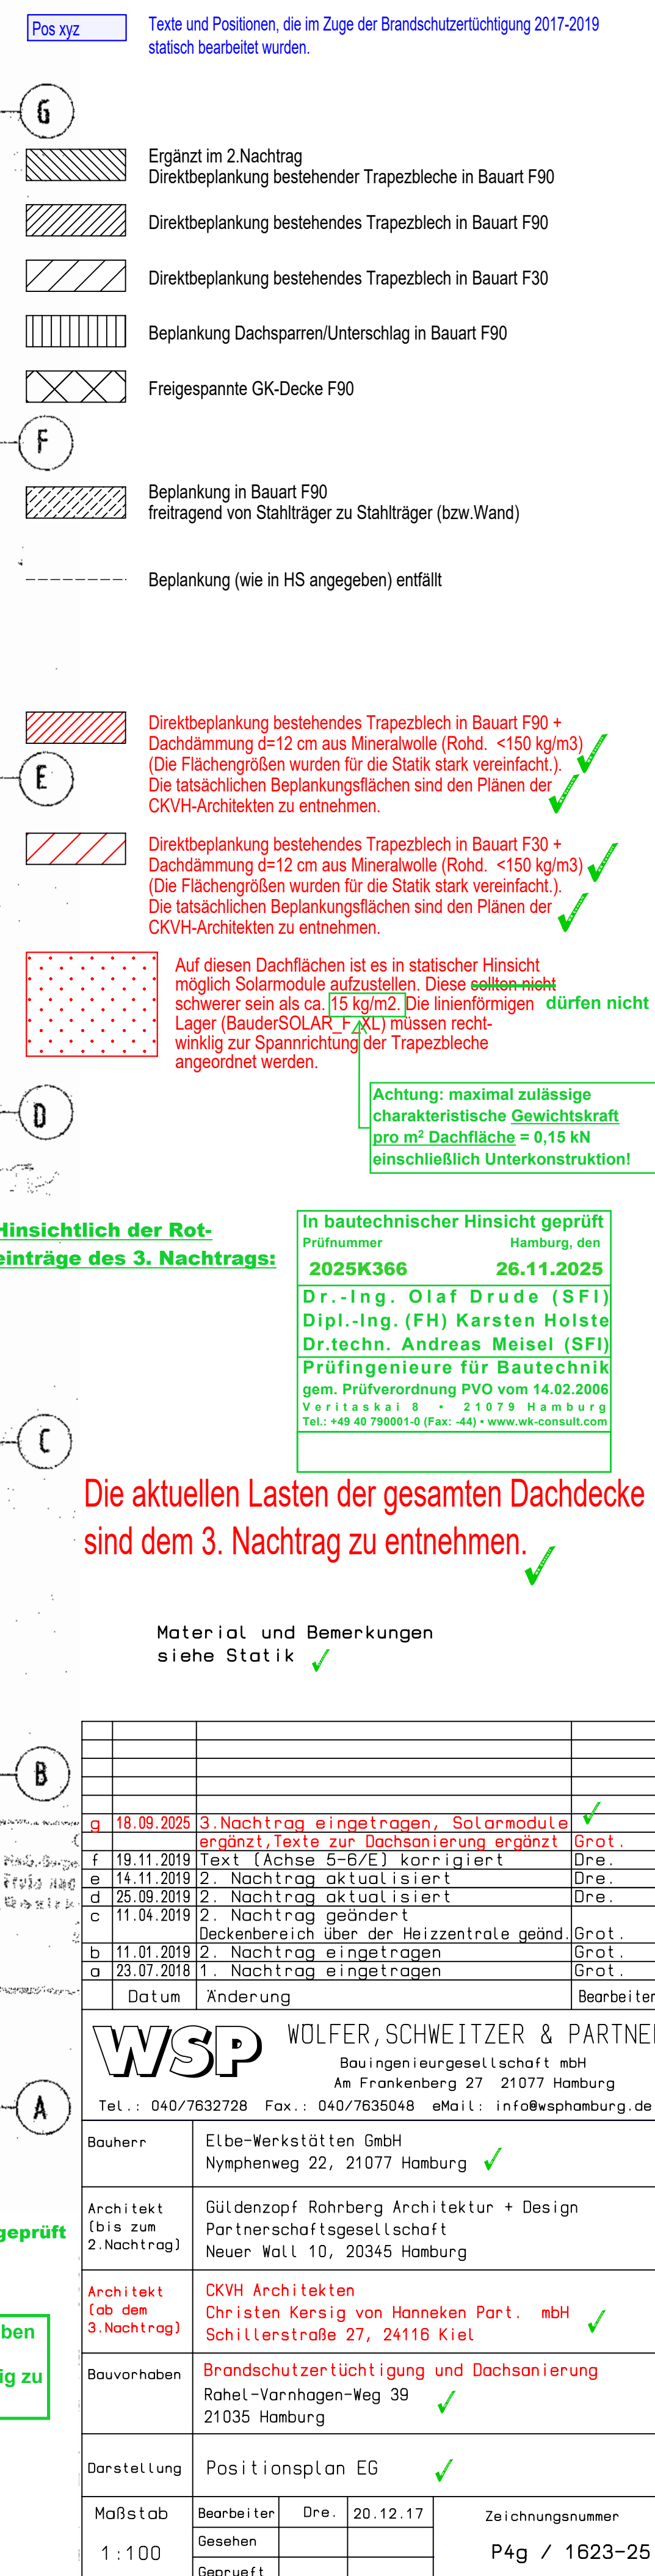 Pos xyz
Texte und Positionen, die im Zuge der Brandschutzertüchtigung 2017-2019
statisch bearbeitet wurden.
G
Ergänzt im 2.Nachtrag
Direktbeplankung bestehender Trapezbleche in Bauart F90
Direktbeplankung bestehendes Trapezblech in Bauart F90
Direktbeplankung bestehendes Trapezblech in Bauart F30
Beplankung Dachsparren/Unterschlag in Bauart F90
Freigespannte GK-Decke F90
F
Beplankung in Bauart F90
freitragend von Stahlträger zu Stahlträger (bzw.Wand)
Beplankung (wie in HS angegeben) entfällt
Direktbeplankung bestehendes Trapezblech in Bauart F90 +
Dachdämmung d=12 cm aus Mineralwolle (Rohd. <150 kg/m3)
(Die Flächengrößen wurden für die Statik stark vereinfacht.).
Die tatsächlichen Beplankungsflächen sind den Plänen der
CKVH-Architekten zu entnehmen.
E
Direktbeplankung bestehendes Trapezblech in Bauart F30 +
Dachdämmung d=12 cm aus Mineralwolle (Rohd. <150 kg/m3)
(Die Flächengrößen wurden für die Statik stark vereinfacht.).
Die tatsächlichen Beplankungsflächen sind den Plänen der
CKVH-Architekten zu entnehmen.
Auf diesen Dachflächen ist es in statischer Hinsicht
möglich Solarmodule aufzustellen. Diese sollten nicht
schwerer sein als ca. 15 kg/m2. Die linienförmigen dürfen nicht
Lager (BauderSOLAR_F_XL) müssen recht-
winklig zur Spannrichtung der Trapezbleche
angeordnet werden.
D
Achtung: maximal zulässige
charakteristische Gewichtskraft
pro m² Dachfläche = 0,15 kN
einschließlich Unterkonstruktion!
Hinsichtlich der Rot-
einträge des 3. Nachtrags:
In bautechnischer Hinsicht geprüft
Prüfnummer Hamburg, den
2025K366 26.11.2025
Dr.-Ing. Olaf Drude (SFI)
Dipl.-Ing. (FH) Karsten Holste
Dr.techn. Andreas Meisel (SFI)
Prüfingenieure für Bautechnik
gem. Prüfverordnung PVO vom 14.02.2006
Veritaskai 8 • 21079 Hamburg
Tel.: +49 40 790001-0 (Fax: -44) • www.wk-consult.com
C
Die aktuellen Lasten der gesamten Dachdecke
sind dem 3. Nachtrag zu entnehmen.
Material und Bemerkungen
siehe Statik
B
g 18.09.2025 3.Nachtrag eingetragen, Solarmodule
ergänzt,Texte zur Dachsanierung ergänzt Grot.
f 19.11.2019 Text (Achse 5-6/E) korrigiert Dre.
e 14.11.2019 2. Nachtrag aktualisiert Dre.
d 25.09.2019 2. Nachtrag aktualisiert Dre.
c 11.04.2019 2. Nachtrag geändert
Deckenbereich über der Heizzentrale geänd. Grot.
b 11.01.2019 2. Nachtrag eingetragen Grot.
a 23.07.2018 1. Nachtrag eingetragen Grot.
Datum Änderung Bearbeiter
WSP WÖLFER,SCHWEITZER & PARTNE
Bauingenieurgesellschaft mbH
Am Frankenberg 27 21077 Hamburg
Tel.: 040/7632728 Fax.: 040/7635048 eMail: info@wsphamburg.de
A
Bauherr
Elbe-Werkstätten GmbH
Nymphenweg 22, 21077 Hamburg
Architekt
(bis zum
2.Nachtrag)
Güldenzopf Rohrberg Architektur + Design
Partnerschaftsgesellschaft
Neuer Wall 10, 20345 Hamburg
geprüft
Architekt
(ab dem
3.Nachtrag)
CKVH Architekten
Christen Kersig von Hanneken Part. mbH
Schillerstraße 27, 24116 Kiel
ben
ig zu
Bauvorhaben
Brandschutzertüchtigung und Dachsanierung
Rahel-Varnhagen-Weg 39
21035 Hamburg
Darstellung
Positionsplan EG
Maßstab
1:100
Bearbeiter Dre. 20.12.17
Gesehen
Geprueft
Zeichnungsnummer
P4g / 1623-25